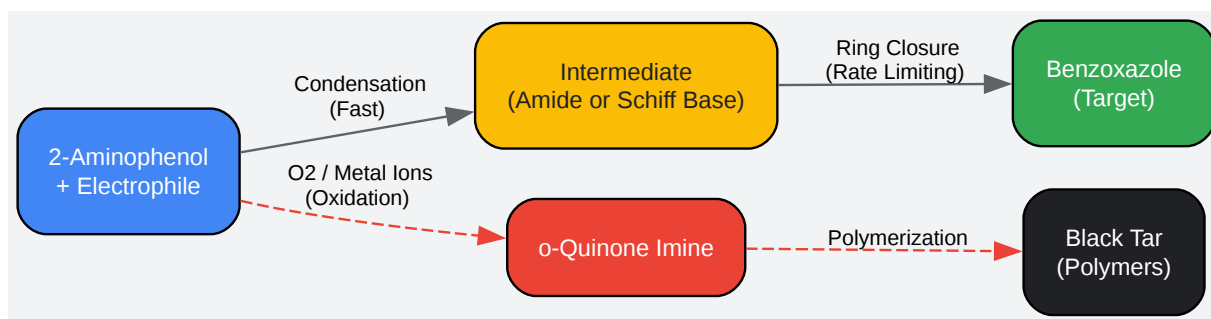 2-Aminophenol
+ Electrophile
Condensation
(Fast)
Intermediate
(Amide or Schiff Base)
Ring Closure
(Rate Limiting)
Benzoxazole
(Target)
O2 / Metal Ions
(Oxidation)
o-Quinone Imine
Polymerization
Black Tar
(Polymers)